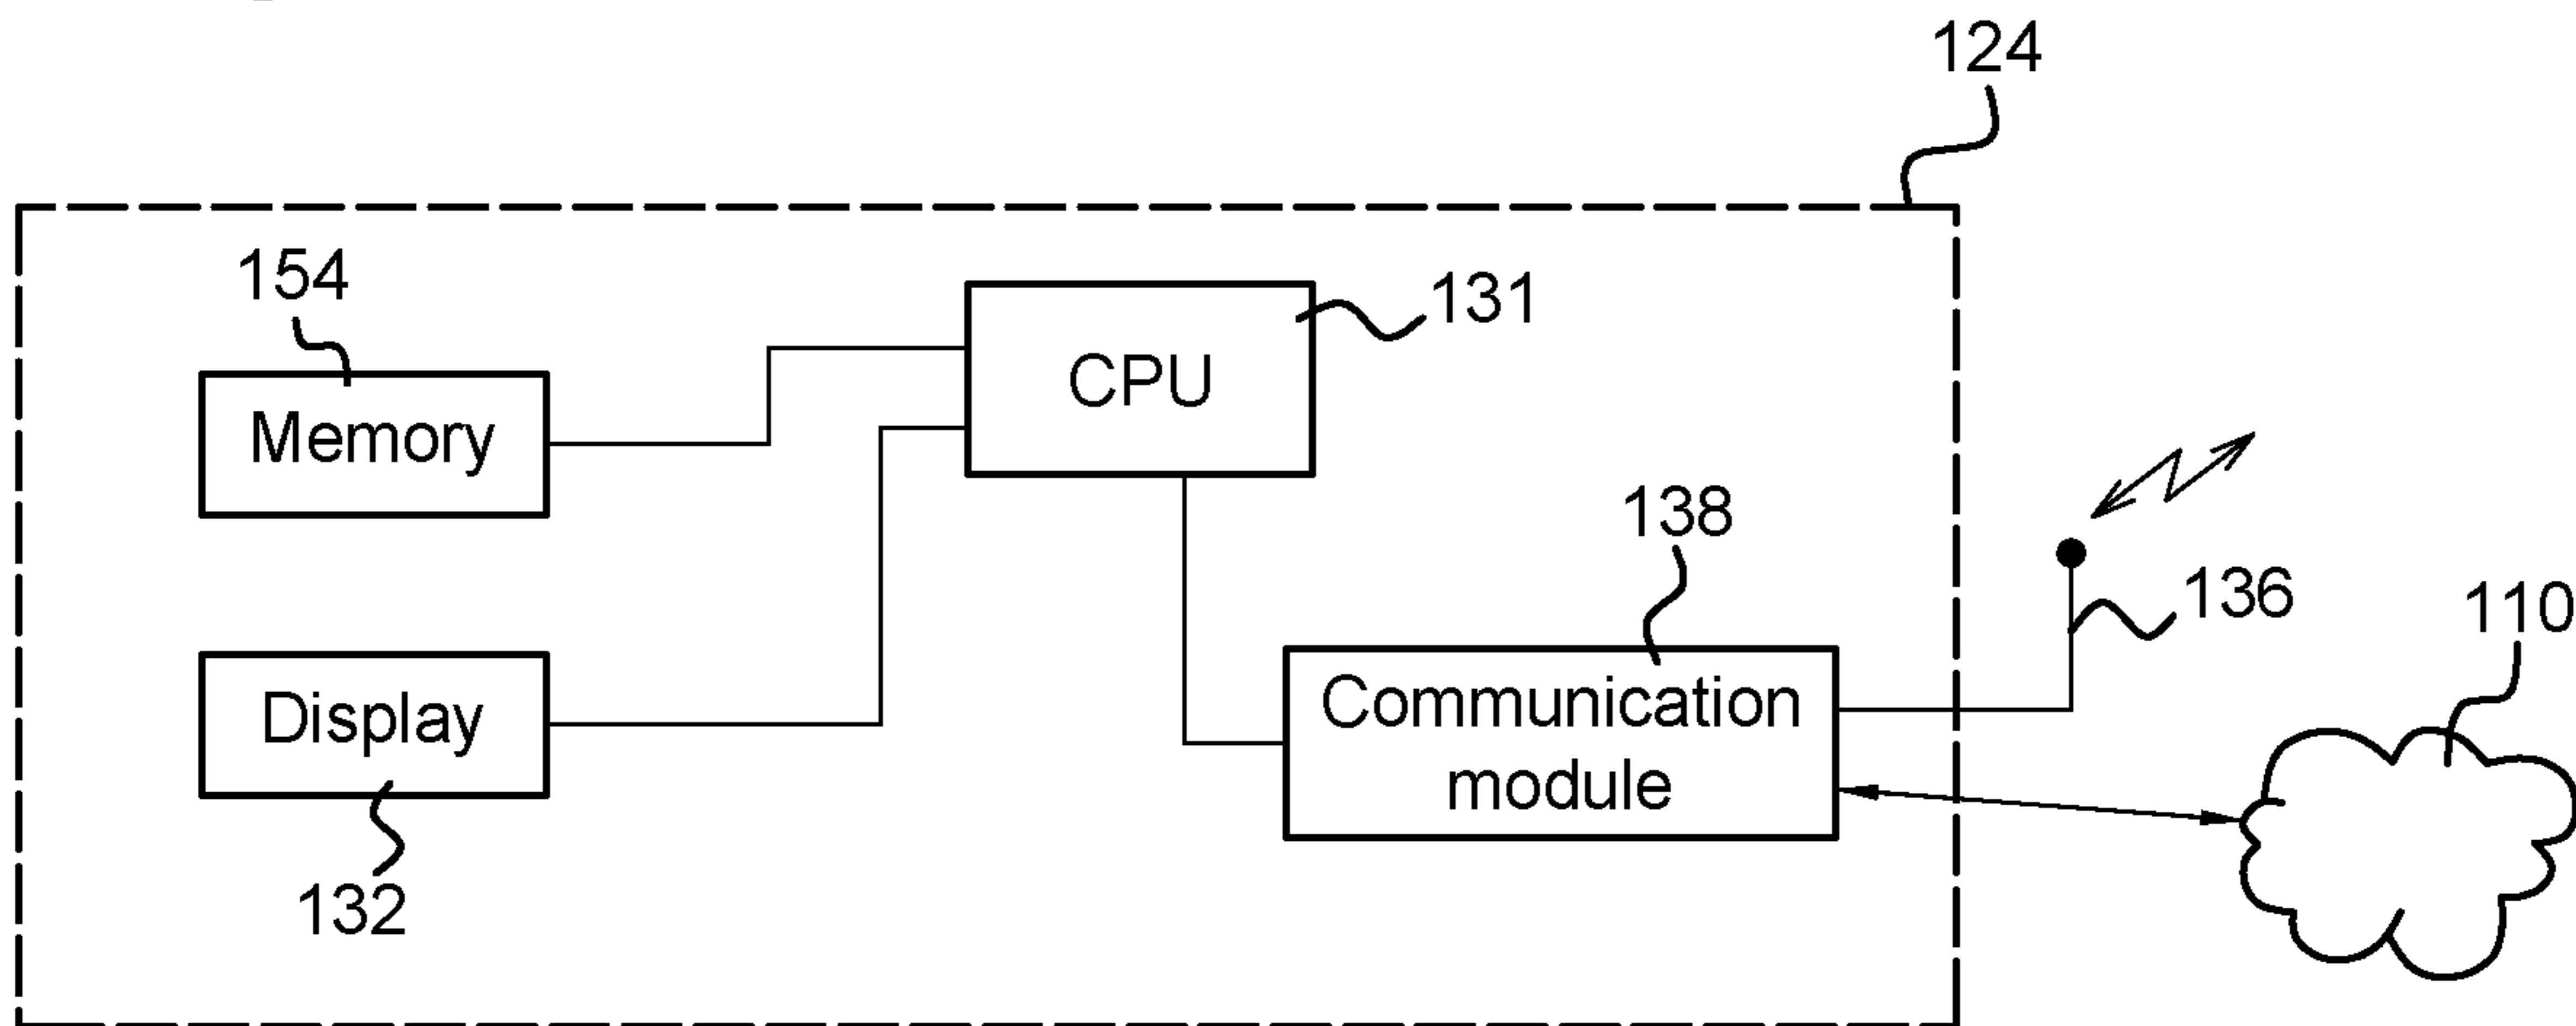 124
154
131
Memory
CPU
138
136
110
Display
Communication
module
132